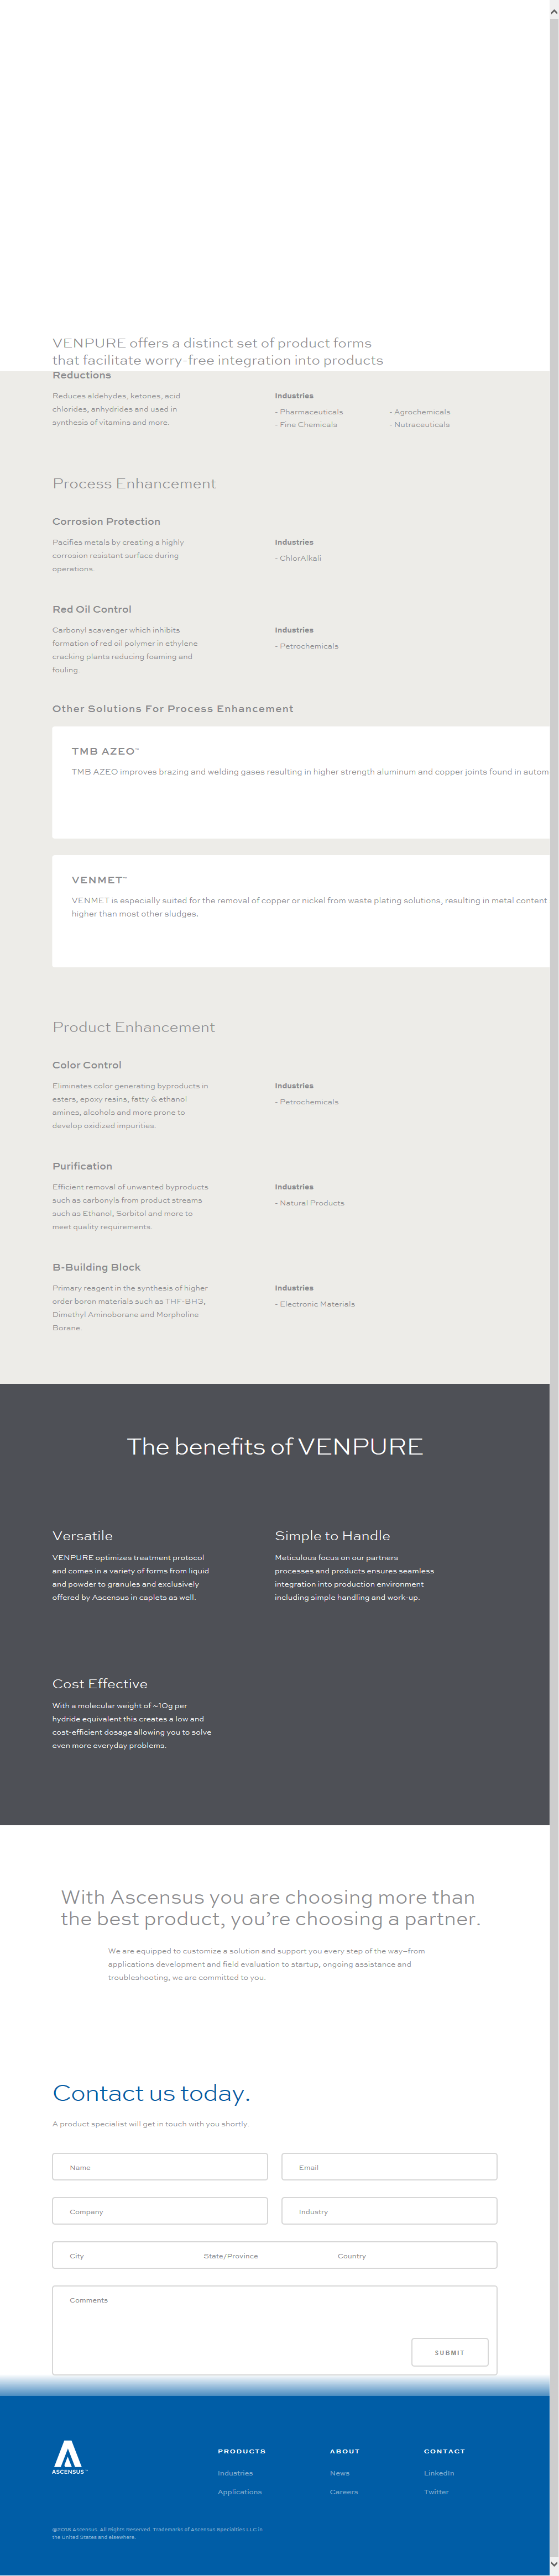 VENPURE offers a distinct set of product forms
that facilitate worry-free integration into products
Reductions
Reduces aldehydes, ketones, acid
chlorides, anhydrides and used in
synthesis of vitamins and more.
Industries
- Pharmaceuticals
- Fine Chemicals
- Agrochemicals
- Nutraceuticals
Process Enhancement
Corrosion Protection
Pacifies metals by creating a highly
corrosion resistant surface during
operations.
Industries
- ChlorAlkali
Red Oil Control
Carbonyl scavenger which inhibits
formation of red oil polymer in ethylene
cracking plants reducing foaming and
fouling.
Industries
- Petrochemicals
Other Solutions For Process Enhancement
TMB AZEO™
TMB AZEO improves brazing and welding gases resulting in higher strength aluminum and copper joints found in autom
VENMET™
VENMET is especially suited for the removal of copper or nickel from waste plating solutions, resulting in metal content
higher than most other sludges.
Product Enhancement
Color Control
Eliminates color generating byproducts in
esters, epoxy resins, fatty & ethanol
amines, alcohols and more prone to
develop oxidized impurities.
Industries
- Petrochemicals
Purification
Efficient removal of unwanted byproducts
such as carbonyls from product streams
such as Ethanol, Sorbitol and more to
meet quality requirements.
Industries
- Natural Products
B-Building Block
Primary reagent in the synthesis of higher
order boron materials such as THF-BH3,
Dimethyl Aminoborane and Morpholine
Borane.
Industries
- Electronic Materials
The benefits of VENPURE
Versatile
VENPURE optimizes treatment protocol
and comes in a variety of forms from liquid
and powder to granules and exclusively
offered by Ascensus in caplets as well.
Simple to Handle
Meticulous focus on our partners
processes and products ensures seamless
integration into production environment
including simple handling and work-up.
Cost Effective
With a molecular weight of ~10g per
hydride equivalent this creates a low and
cost-efficient dosage allowing you to solve
even more everyday problems.
With Ascensus you are choosing more than
the best product, you’re choosing a partner.
We are equipped to customize a solution and support you every step of the way–from
applications development and field evaluation to startup, ongoing assistance and
troubleshooting, we are committed to you.
Contact us today.
A product specialist will get in touch with you shortly.
Name
Email
Company
Industry
City
State/Province
Country
Comments
SUBMIT
ASCENSUS™
PRODUCTS
Industries
Applications
ABOUT
News
Careers
CONTACT
LinkedIn
Twitter
©2018 Ascensus. All Rights Reserved. Trademarks of Ascensus Specialties LLC in
the United States and elsewhere.